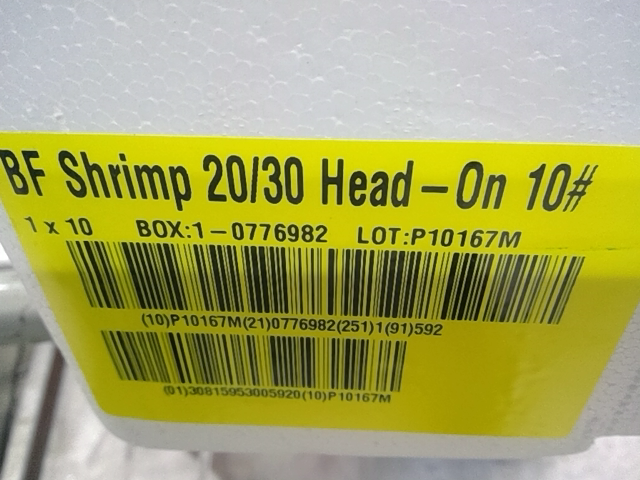 BF Shrimp 20/30 Head-On 10#
1 x 10 BOX:1-0776982 LOT:P10167M
(10)P10167M(21)0776982(251)1(91)592
(01)30815953005920(10)P10167M